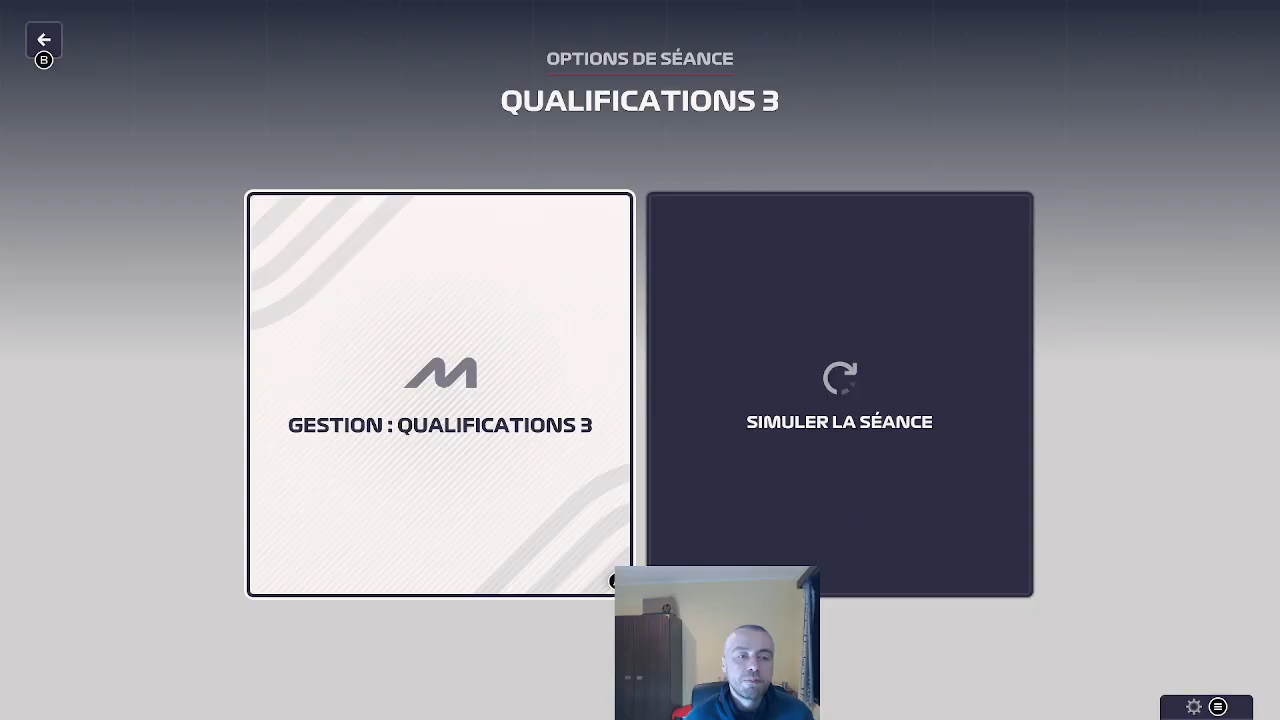 B
OPTIONS DE SÉANCE
QUALIFICATIONS 3
GESTION : QUALIFICATIONS 3
SIMULER LA SÉANCE